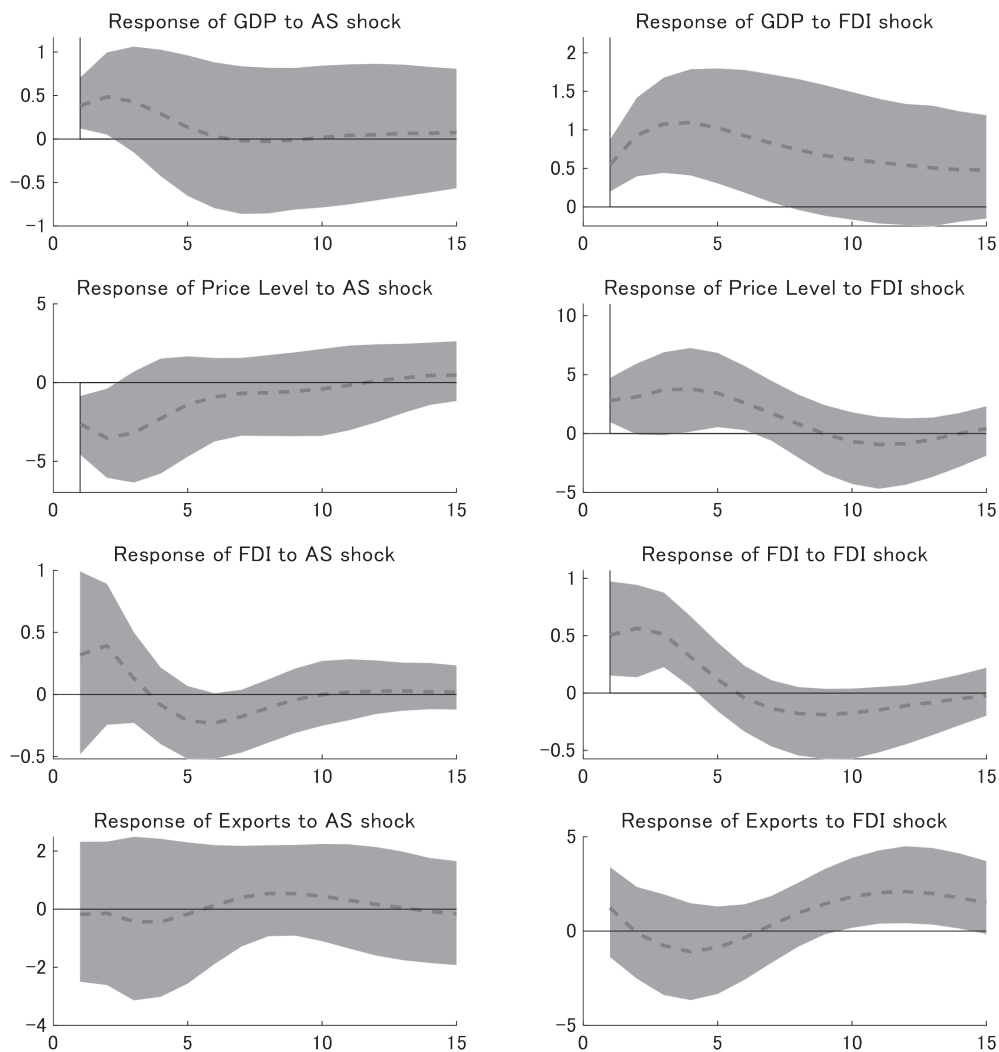 Response of GDP to AS shock
1
0.5
0
−0.5
−1
0 5 10 15
Response of GDP to FDI shock
2
1.5
1
0.5
0
0 5 10 15
Response of Price Level to AS shock
5
0
−5
0 5 10 15
Response of Price Level to FDI shock
10
5
0
−5
0 5 10 15
Response of FDI to AS shock
1
0.5
0
−0.5
0 5 10 15
Response of FDI to FDI shock
1
0.5
0
−0.5
0 5 10 15
Response of Exports to AS shock
2
0
−2
−4
0 5 10 15
Response of Exports to FDI shock
5
0
−5
0 5 10 15